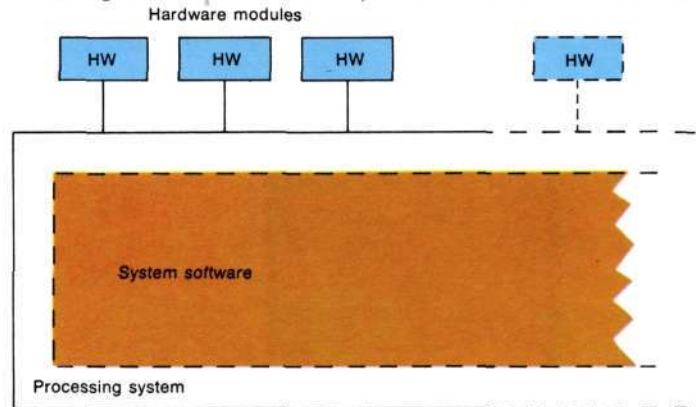 Hardware modules
HW HW HW HW
System software
Processing system